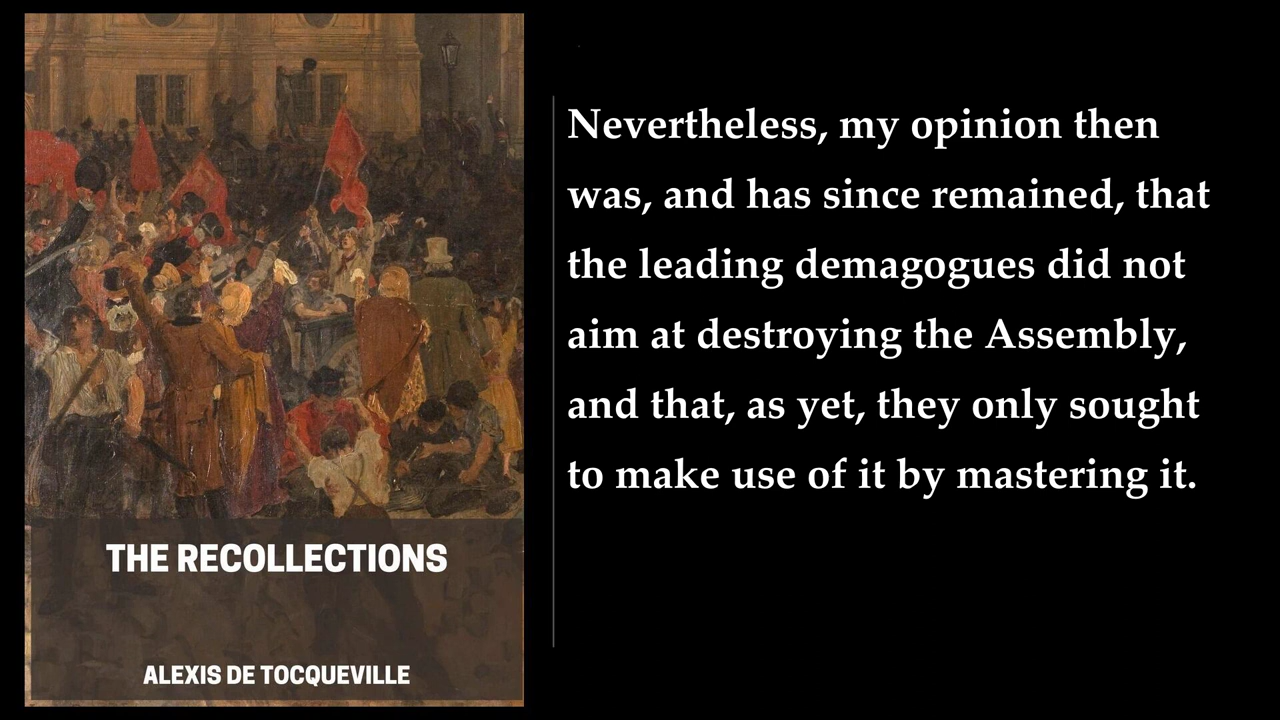 THE RECOLLECTIONS
ALEXIS DE TOCQUEVILLE
Nevertheless, my opinion then
was, and has since remained, that
the leading demagogues did not
aim at destroying the Assembly,
and that, as yet, they only sought
to make use of it by mastering it.